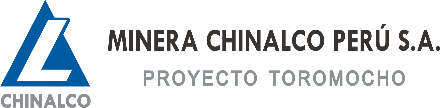 MINERA CHINALCO PERÚ S.A.
PROYECTO TOROMOCHO
CHINALCO